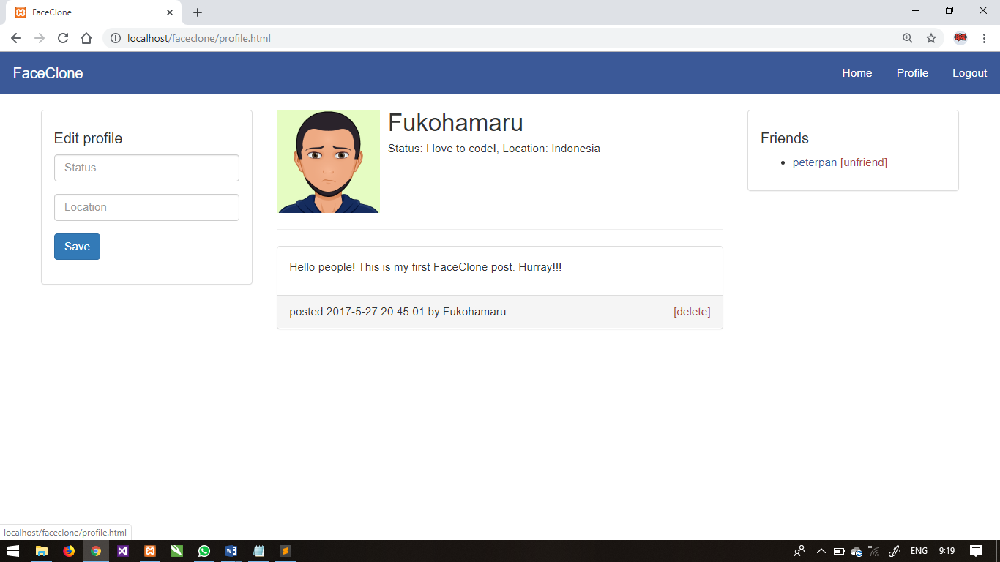 FaceClone
localhost/faceclone/profile.html
FaceClone
Home Profile Logout
Edit profile
Status
Location
Save
Fukohamaru
Status: I love to code!, Location: Indonesia
Hello people! This is my first FaceClone post. Hurray!!!
posted 2017-5-27 20:45:01 by Fukohamaru [delete]
Friends
peterpan [unfriend]
localhost/faceclone/profile.html
ENG 9:19